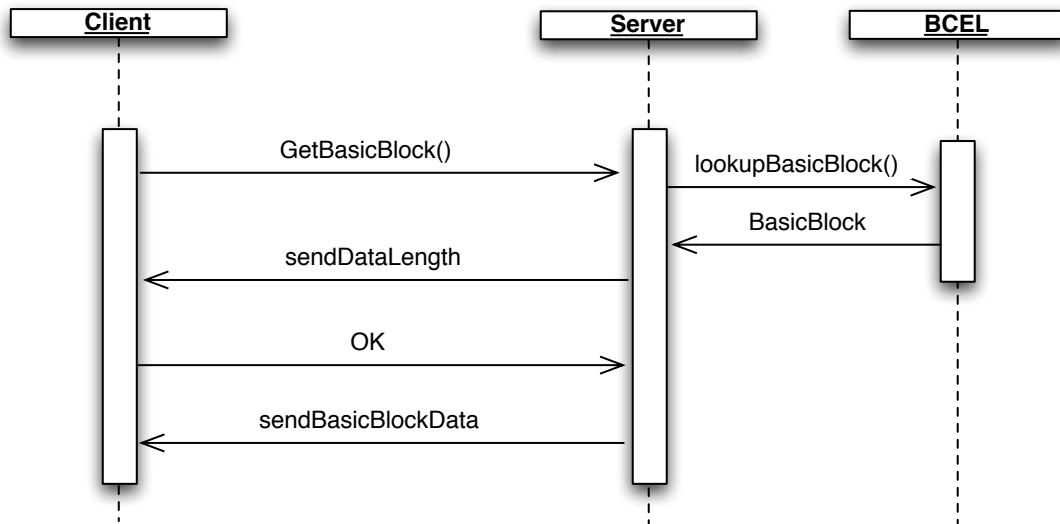 Client
Server
BCEL
GetBasicBlock()
lookupBasicBlock()
BasicBlock
sendDataLength
OK
sendBasicBlockData